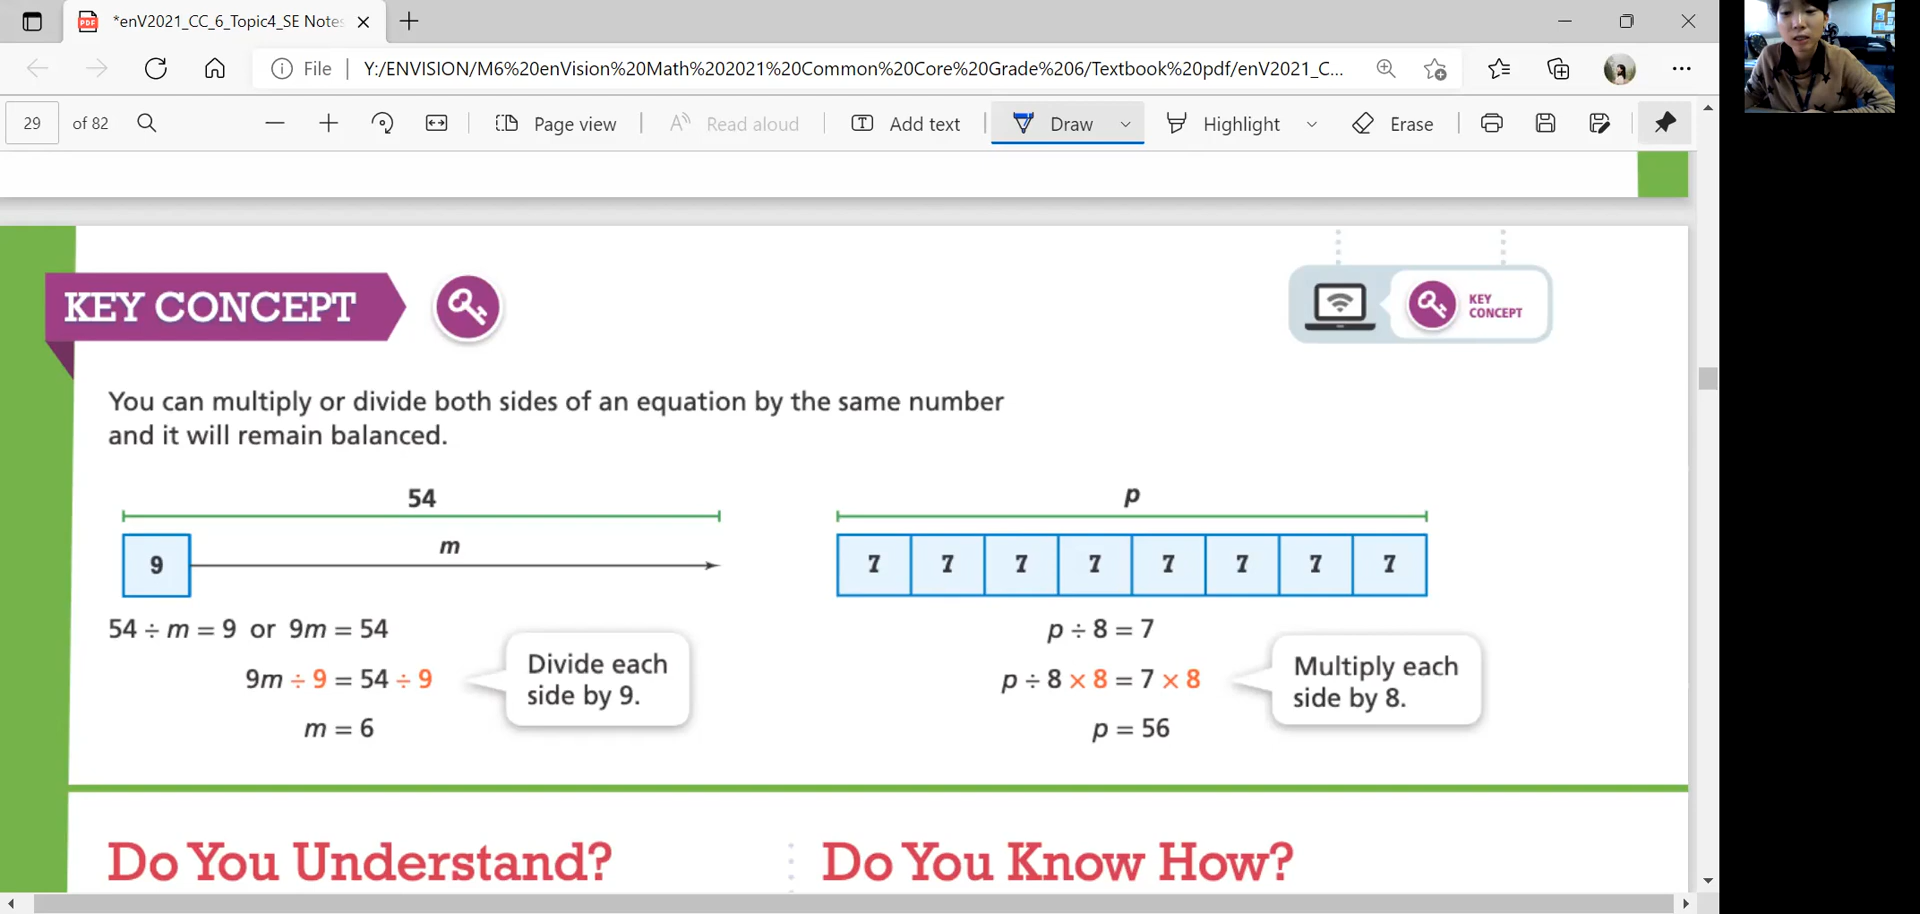 *enV2021_CC_6_Topic4_SE Notes
File
Y:/ENVISION/M6%20enVision%20Math%202021%20Common%20Core%20Grade%206/Textbook%20pdf/enV2021_C...
29 of 82
Page view
Read aloud
Add text
Draw
Highlight
Erase
KEY CONCEPT
KEY
CONCEPT
You can multiply or divide both sides of an equation by the same number
and it will remain balanced.
54
9
m
54 ÷ m = 9 or 9m = 54
9m ÷ 9 = 54 ÷ 9
m = 6
Divide each
side by 9.
p
7 7 7 7 7 7 7 7
p ÷ 8 = 7
p ÷ 8 × 8 = 7 × 8
p = 56
Multiply each
side by 8.
Do You Understand?
Do You Know How?